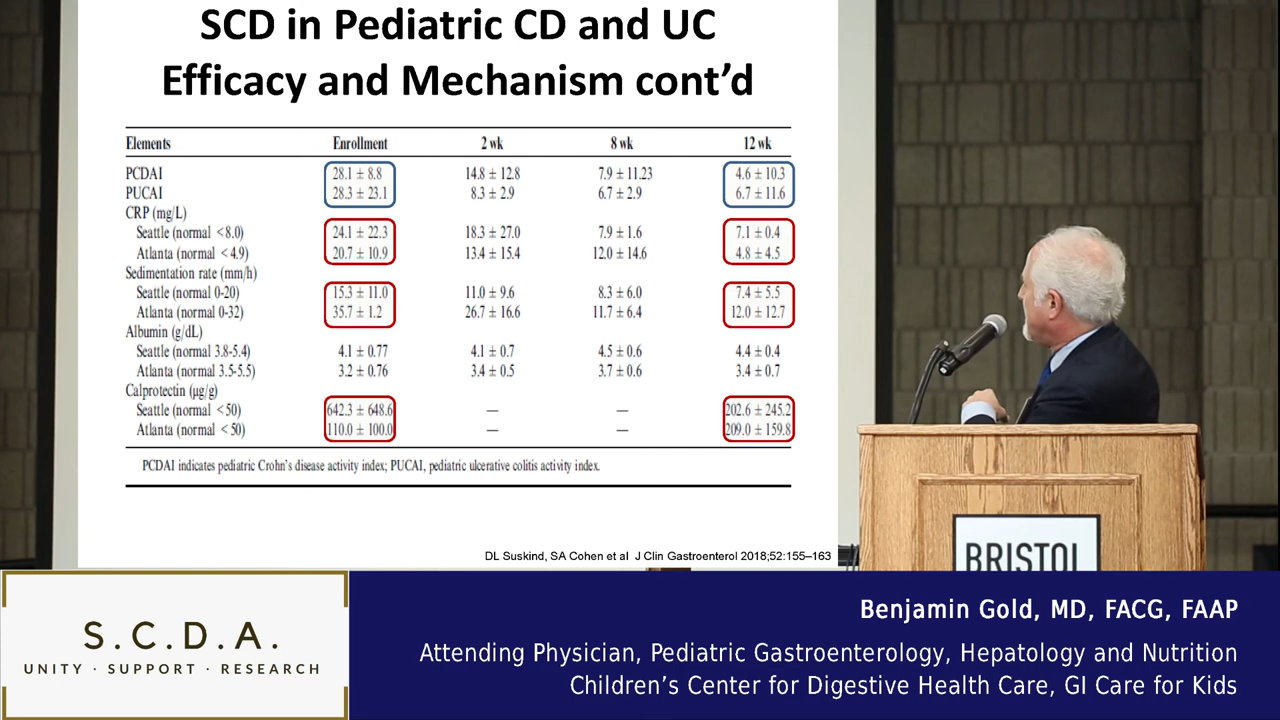 SCD in Pediatric CD and UC
Efficacy and Mechanism cont’d
Elements Enrollment 2 wk 8 wk 12 wk
PCDAI 28.1 ± 8.8 14.8 ± 12.8 7.9 ± 11.23 4.6 ± 10.3
PUCAI 28.3 ± 23.1 8.3 ± 2.9 6.7 ± 2.9 6.7 ± 11.6
CRP (mg/L)
Seattle (normal <8.0) 24.1 ± 22.3 18.3 ± 27.0 7.9 ± 1.6 7.1 ± 0.4
Atlanta (normal <4.9) 20.7 ± 10.9 13.4 ± 15.4 12.0 ± 14.6 4.8 ± 4.5
Sedimentation rate (mm/h)
Seattle (normal 0-20) 15.3 ± 11.0 11.0 ± 9.6 8.3 ± 6.0 7.4 ± 5.5
Atlanta (normal 0-32) 35.7 ± 1.2 26.7 ± 16.6 11.7 ± 6.4 12.0 ± 12.7
Albumin (g/dL)
Seattle (normal 3.8-5.4) 4.1 ± 0.77 4.1 ± 0.7 4.5 ± 0.6 4.4 ± 0.4
Atlanta (normal 3.5-5.5) 3.2 ± 0.76 3.4 ± 0.5 3.7 ± 0.6 3.4 ± 0.7
Calprotectin (μg/g)
Seattle (normal <50) 642.3 ± 648.6 — — 202.6 ± 245.2
Atlanta (normal <50) 110.0 ± 100.0 — — 209.0 ± 159.8
PCDAI indicates pediatric Crohn’s disease activity index; PUCAI, pediatric ulcerative colitis activity index.
DL Suskind, SA Cohen et al J Clin Gastroenterol 2018;52:155–163
BRISTOL
S.C.D.A.
UNITY · SUPPORT · RESEARCH
Benjamin Gold, MD, FACG, FAAP
Attending Physician, Pediatric Gastroenterology, Hepatology and Nutrition
Children’s Center for Digestive Health Care, GI Care for Kids